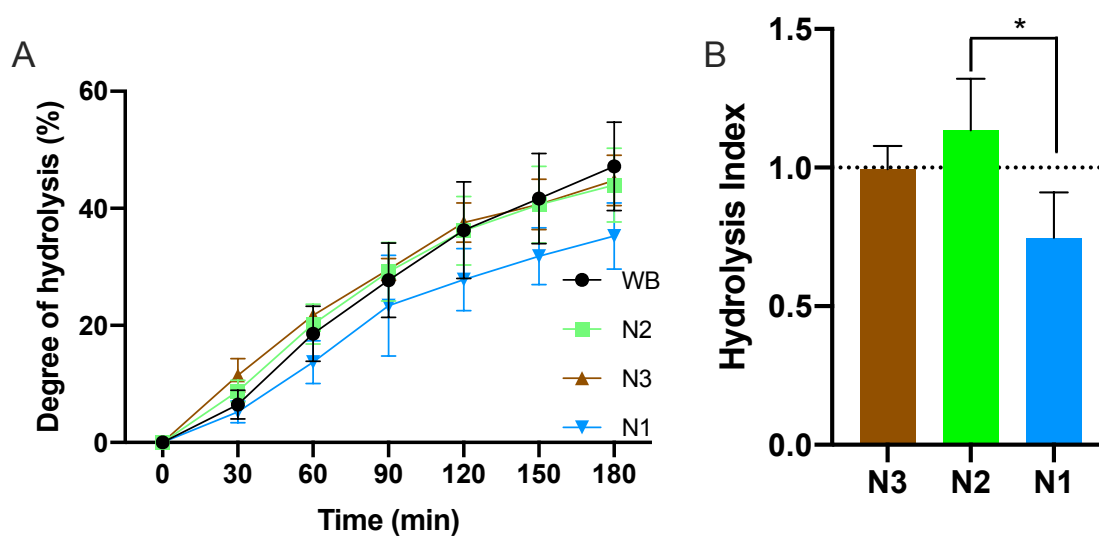 A
Degree of hydrolysis (%)
60
40
20
0
0 30 60 90 120 150 180
Time (min)
WB
N2
N3
N1
B
Hydrolysis Index
1.5
1.0
0.5
0.0
*
N3 N2 N1